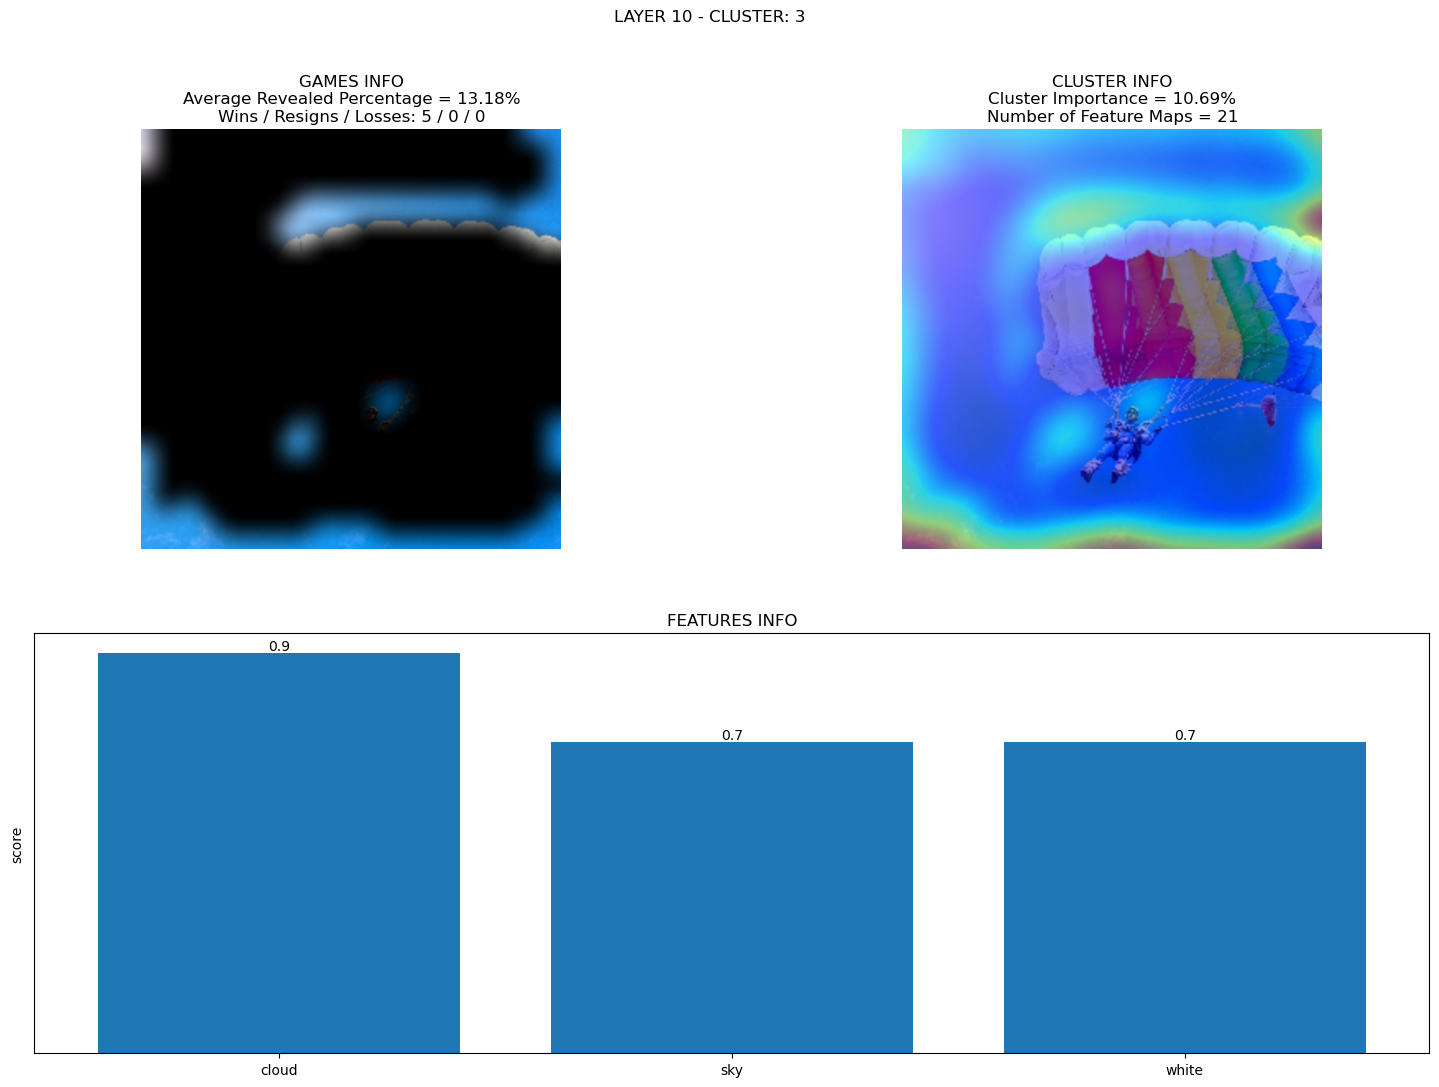 LAYER 10 - CLUSTER: 3
GAMES INFO
Average Revealed Percentage = 13.18%
Wins / Resigns / Losses: 5 / 0 / 0
CLUSTER INFO
Cluster Importance = 10.69%
Number of Feature Maps = 21
FEATURES INFO
score
0.9
0.7
0.7
cloud
sky
white